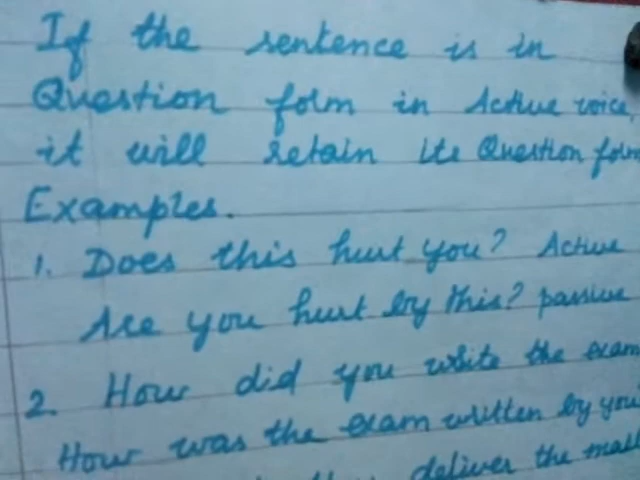 If the sentence is in
Question form in Active voice,
it will retain its Question form
Examples.
1. Does this hurt you? Active
Are you hurt by this? passive
2. How did you write the exam
How was the exam written by you
deliver the mail